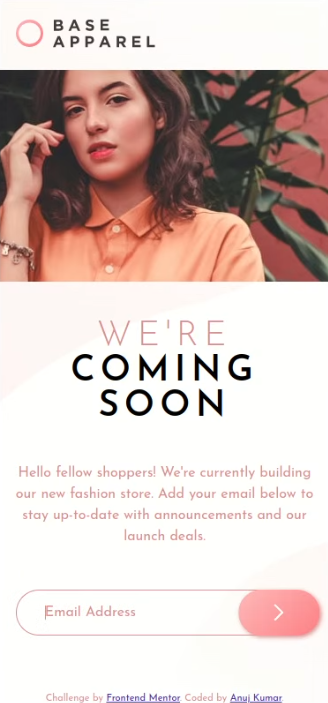 BASE
APPAREL
WE'RE
COMING
SOON
Hello fellow shoppers! We're currently building
our new fashion store. Add your email below to
stay up-to-date with announcements and our
launch deals.
Email Address
Challenge by Frontend Mentor. Coded by Anuj Kumar.